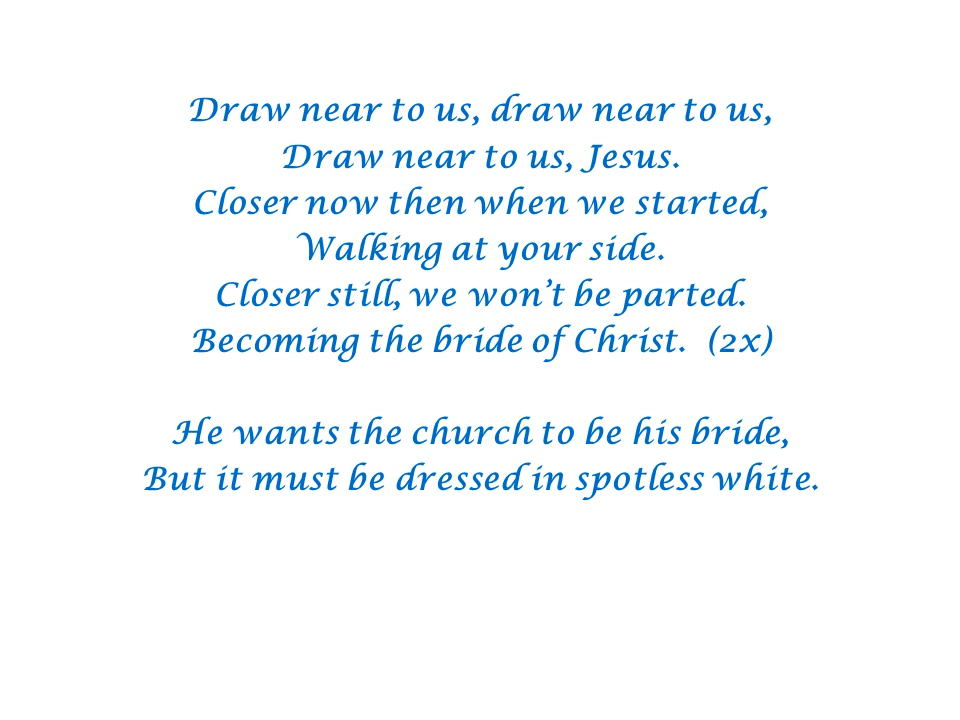 Draw near to us, draw near to us,
Draw near to us, Jesus.
Closer now then when we started,
Walking at your side.
Closer still, we won’t be parted.
Becoming the bride of Christ.  (2x)
He wants the church to be his bride,
But it must be dressed in spotless white.